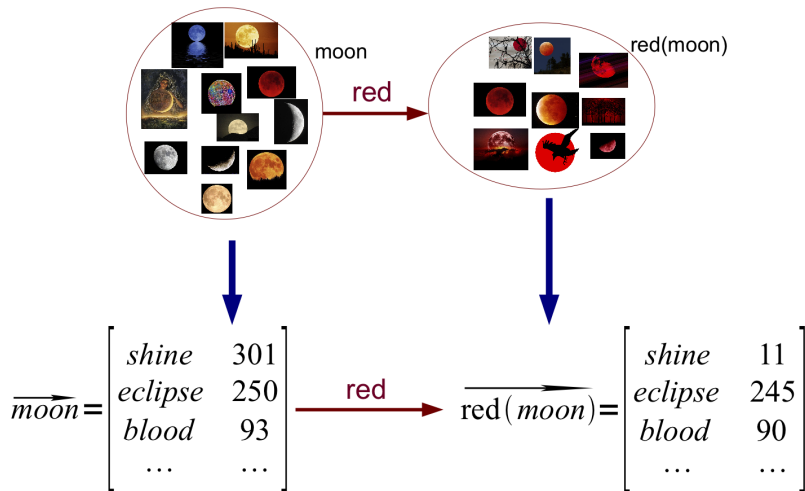 moon
red(moon)
red
shine 301
eclipse 250
blood 93
... ...
moon =
red
shine 11
eclipse 245
blood 90
... ...
red(moon) =